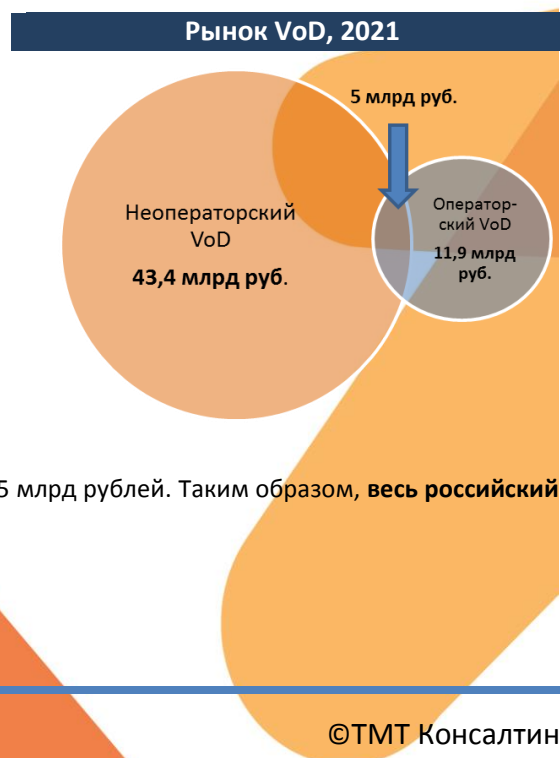 Рынок VoD, 2021
5 млрд руб.
Неоператорский
VoD
43,4 млрд руб.
Оператор-
ский VoD
11,9 млрд
руб.
5 млрд рублей. Таким образом, весь российский
©ТМТ Консалтин